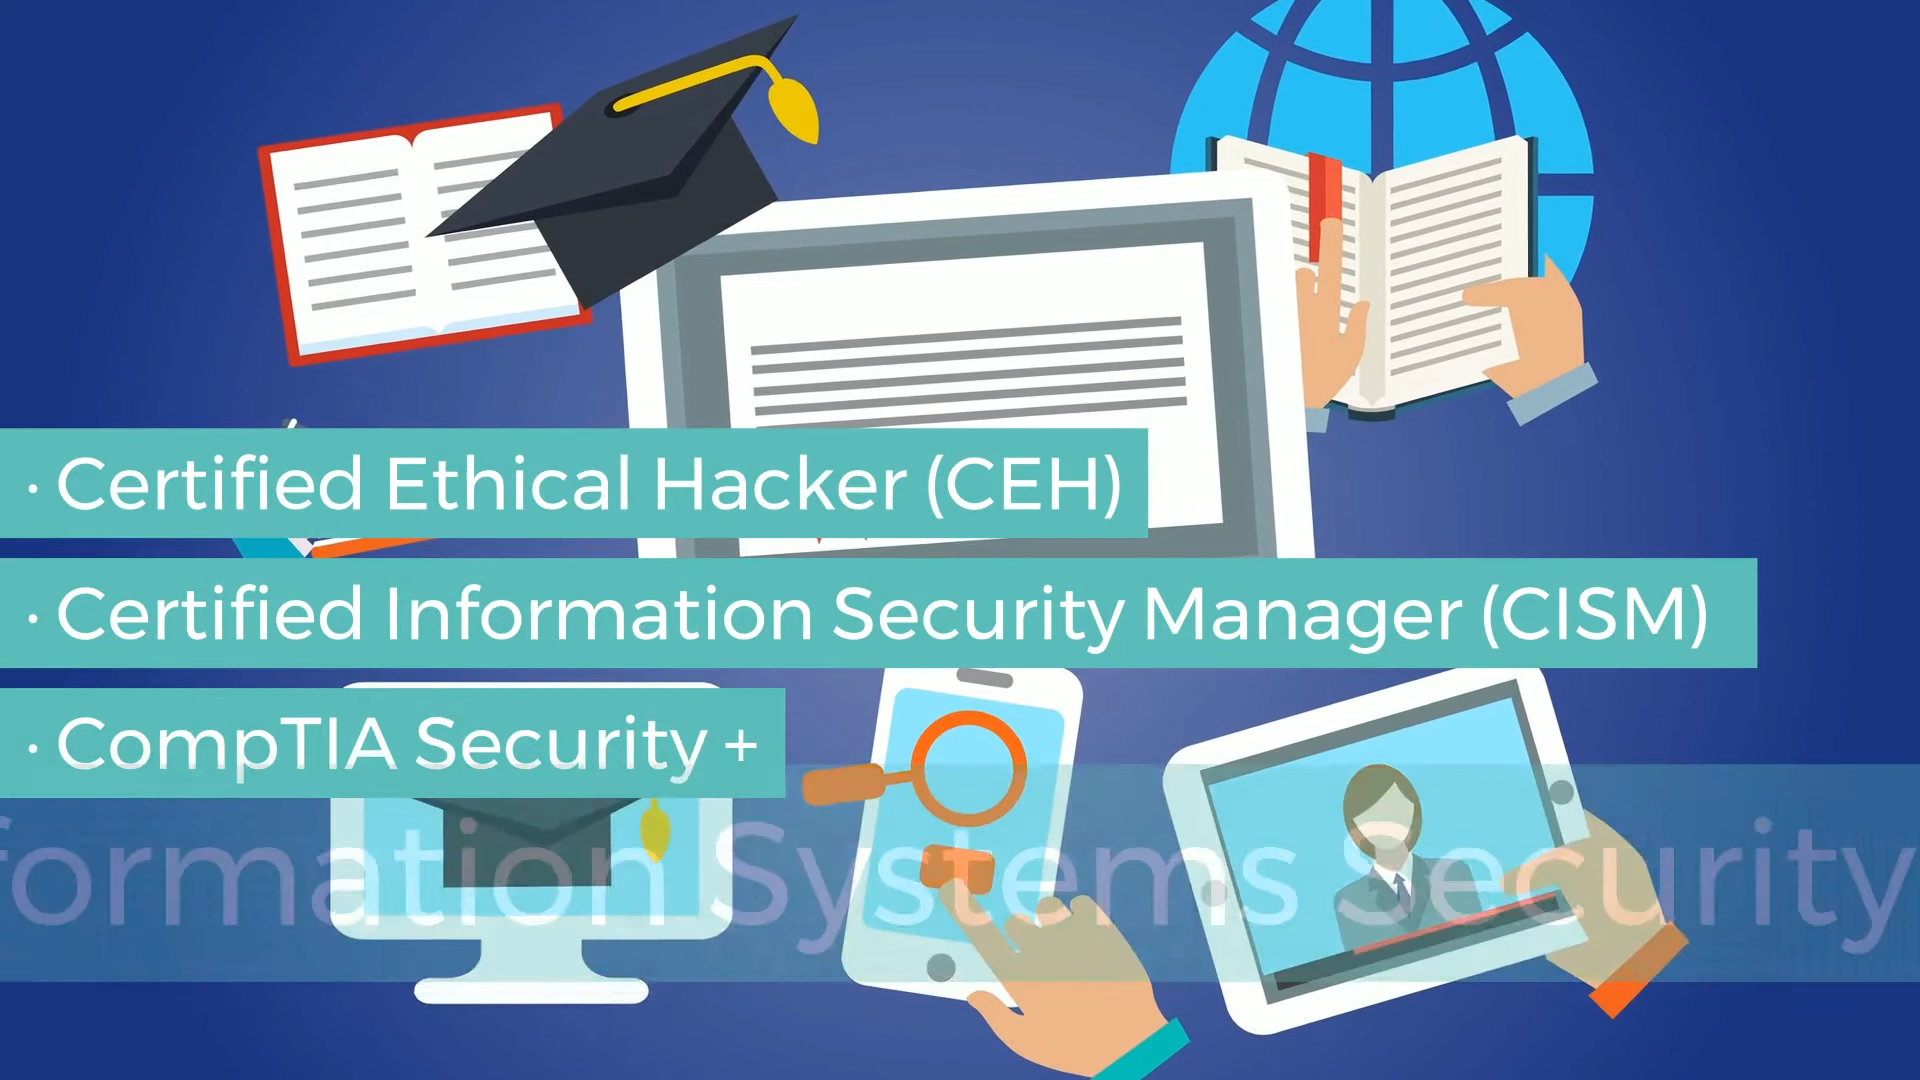 · Certified Ethical Hacker (CEH)
· Certified Information Security Manager (CISM)
· CompTIA Security +
formation Systems Security